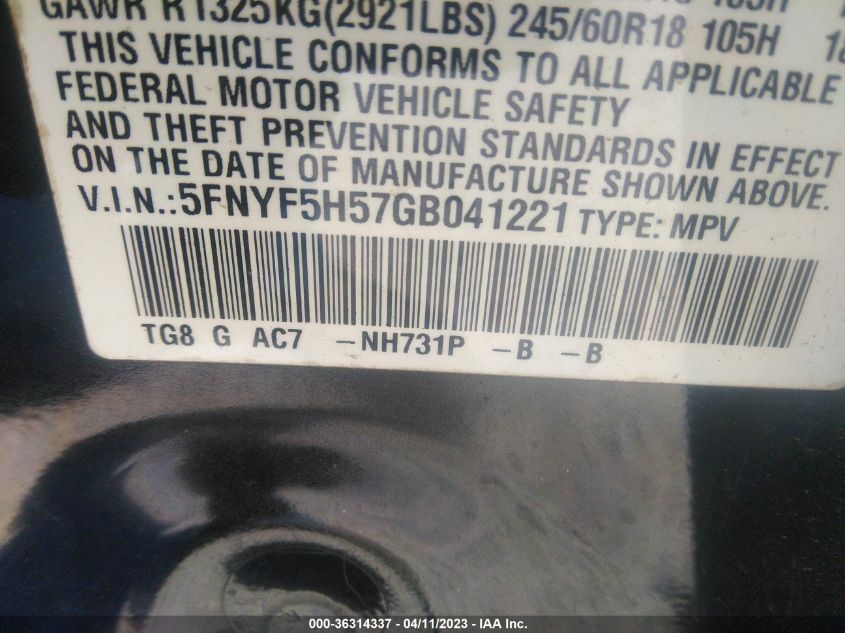 GAWR R1325KG(2921LBS) 245/60R18 105H
THIS VEHICLE CONFORMS TO ALL APPLICABLE
FEDERAL MOTOR VEHICLE SAFETY
AND THEFT PREVENTION STANDARDS IN EFFECT
ON THE DATE OF MANUFACTURE SHOWN ABOVE.
V.I.N.:5FNYF5H57GB041221 TYPE: MPV
TG8 G AC7 -NH731P -B -B
000-36314337 - 04/11/2023 - IAA Inc.